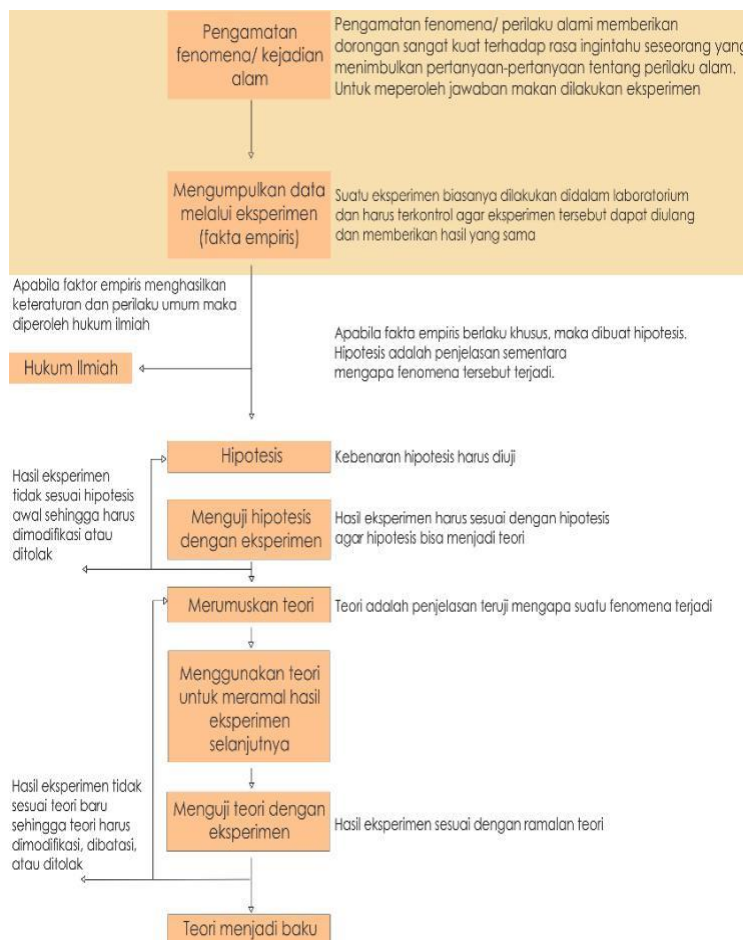 Pengamatan
fenomena/ kejadian
alam
Pengamatan fenomena/ perilaku alami memberikan
dorongan sangat kuat terhadap rasa ingintahu seseorang yang
menimbulkan pertanyaan-pertanyaan tentang perilaku alam.
Untuk meperoleh jawaban makan dilakukan eksperimen
Mengumpulkan data
melalui eksperimen
(fakta empiris)
Suatu eksperimen biasanya dilakukan didalam laboratorium
dan harus terkontrol agar eksperimen tersebut dapat diulang
dan memberikan hasil yang sama
Apabila faktor empiris menghasilkan
keteraturan dan perilaku umum maka
diperoleh hukum ilmiah
Apabila fakta empiris berlaku khusus, maka dibuat hipotesis.
Hipotesis adalah penjelasan sementara
mengapa fenomena tersebut terjadi.
Hukum Ilmiah
Hipotesis
Kebenaran hipotesis harus diuji
Hasil eksperimen
tidak sesuai hipotesis
awal sehingga harus
dimodifikasi atau
ditolak
Menguji hipotesis
dengan eksperimen
Hasil eksperimen harus sesuai dengan hipotesis
agar hipotesis bisa menjadi teori
Merumuskan teori
Teori adalah penjelasan teruji mengapa suatu fenomena terjadi
Menggunakan teori
untuk meramal hasil
eksperimen
selanjutnya
Hasil eksperimen tidak
sesuai teori baru
sehingga teori harus
dimodifikasi, dibatasi,
atau ditolak
Menguji teori dengan
eksperimen
Hasil eksperimen sesuai dengan ramalan teori
Teori menjadi baku